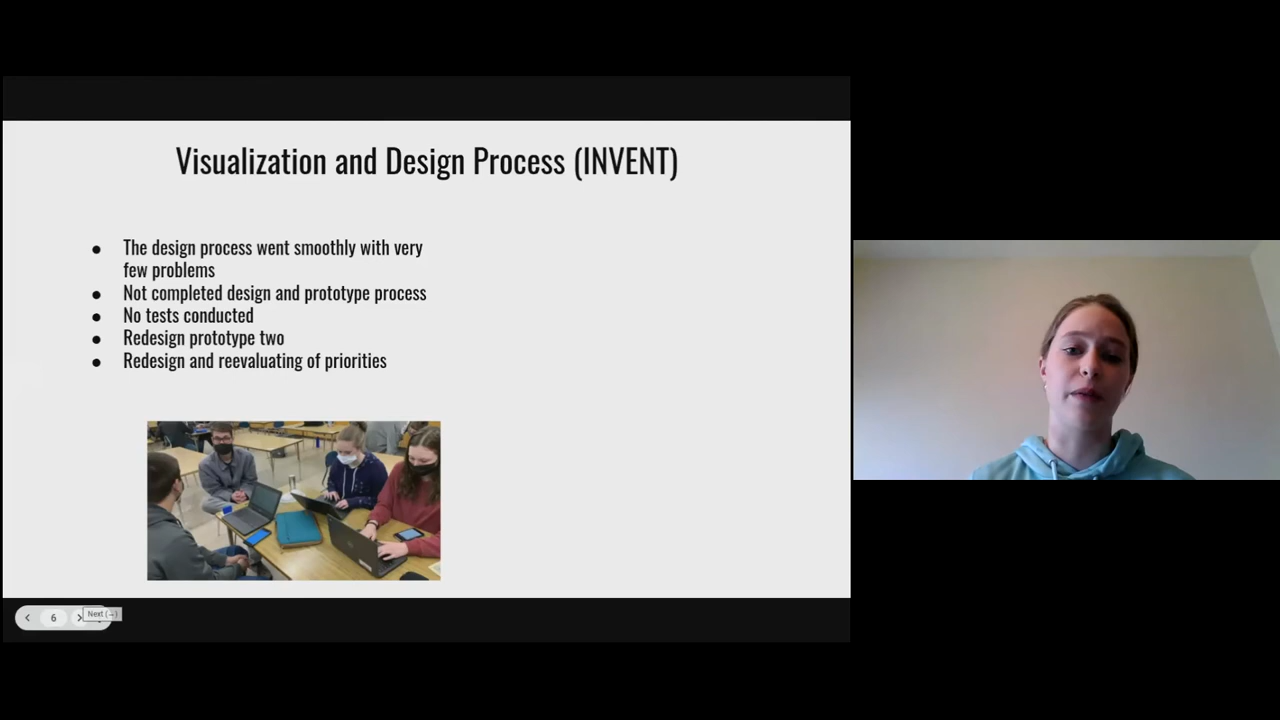 Visualization and Design Process (INVENT)
● The design process went smoothly with very
few problems
● Not completed design and prototype process
● No tests conducted
● Redesign prototype two
● Redesign and reevaluating of priorities
6
Next (→)